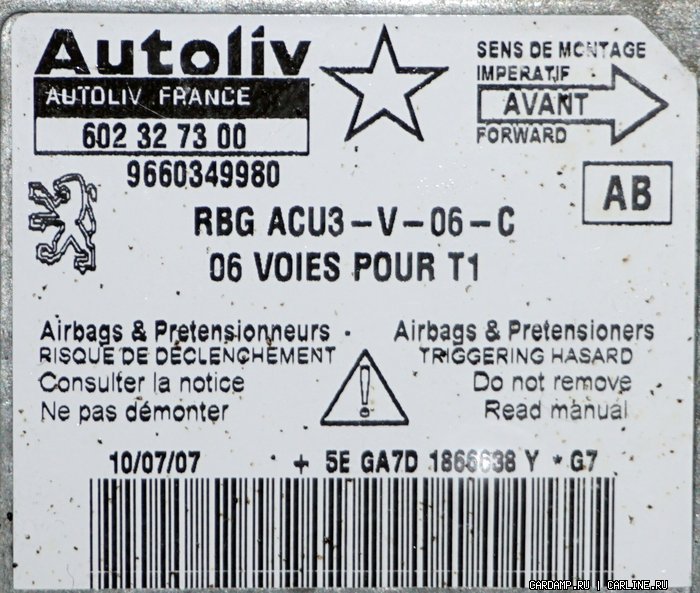 Autoliv
AUTOLIV FRANCE
602 32 73 00
9660349980
SENS DE MONTAGE
IMPERATIF
AVANT
FORWARD
AB
RBG ACU3-V-06-C
06 VOIES POUR T1
Airbags & Pretensionneurs
RISQUE DE DECLENCHEMENT
Consulter la notice
Ne pas démonter
Airbags & Pretensioners
TRIGGERING HASARD
Do not remove
Read manual
!
10/07/07 + 5E GA7D 1866638 Y * G7
CARDAMP.RU | CARLINE.RU